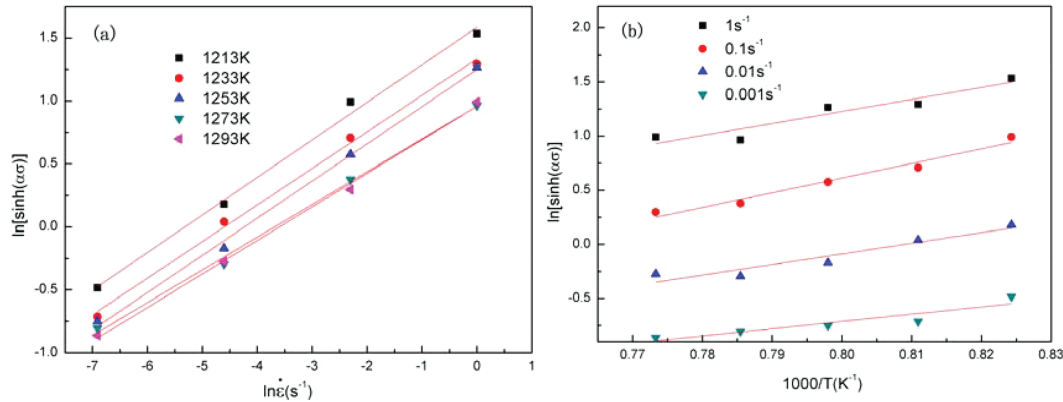 (a)
1213K
1233K
1253K
1273K
1293K
1.5
1.0
0.5
0.0
-0.5
-1.0
-7 -6 -5 -4 -3 -2 -1 0 1
ln[sinh(ασ)]
lnε̇(s⁻¹)
(b)
1s⁻¹
0.1s⁻¹
0.01s⁻¹
0.001s⁻¹
2.0
1.5
1.0
0.5
0.0
-0.5
0.77 0.78 0.79 0.80 0.81 0.82 0.83
ln[sinh(ασ)]
1000/T(K⁻¹)